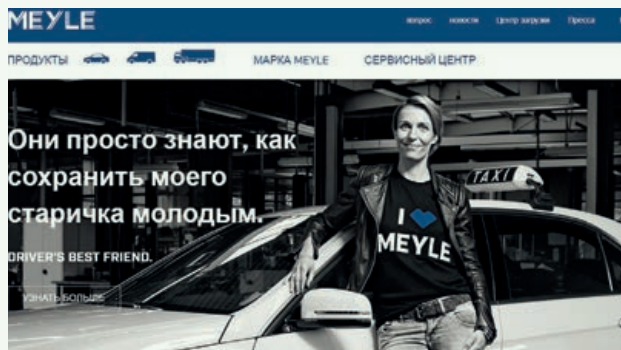 MEYLE
вопрос новости Центр загрузки Пресса
ПРОДУКТЫ МАРКА MEYLE СЕРВИСНЫЙ ЦЕНТР
Они просто знают, как
сохранить моего
старичка молодым.
DRIVER'S BEST FRIEND.
УЗНАТЬ БОЛЬШЕ
TAXI
I
MEYLE